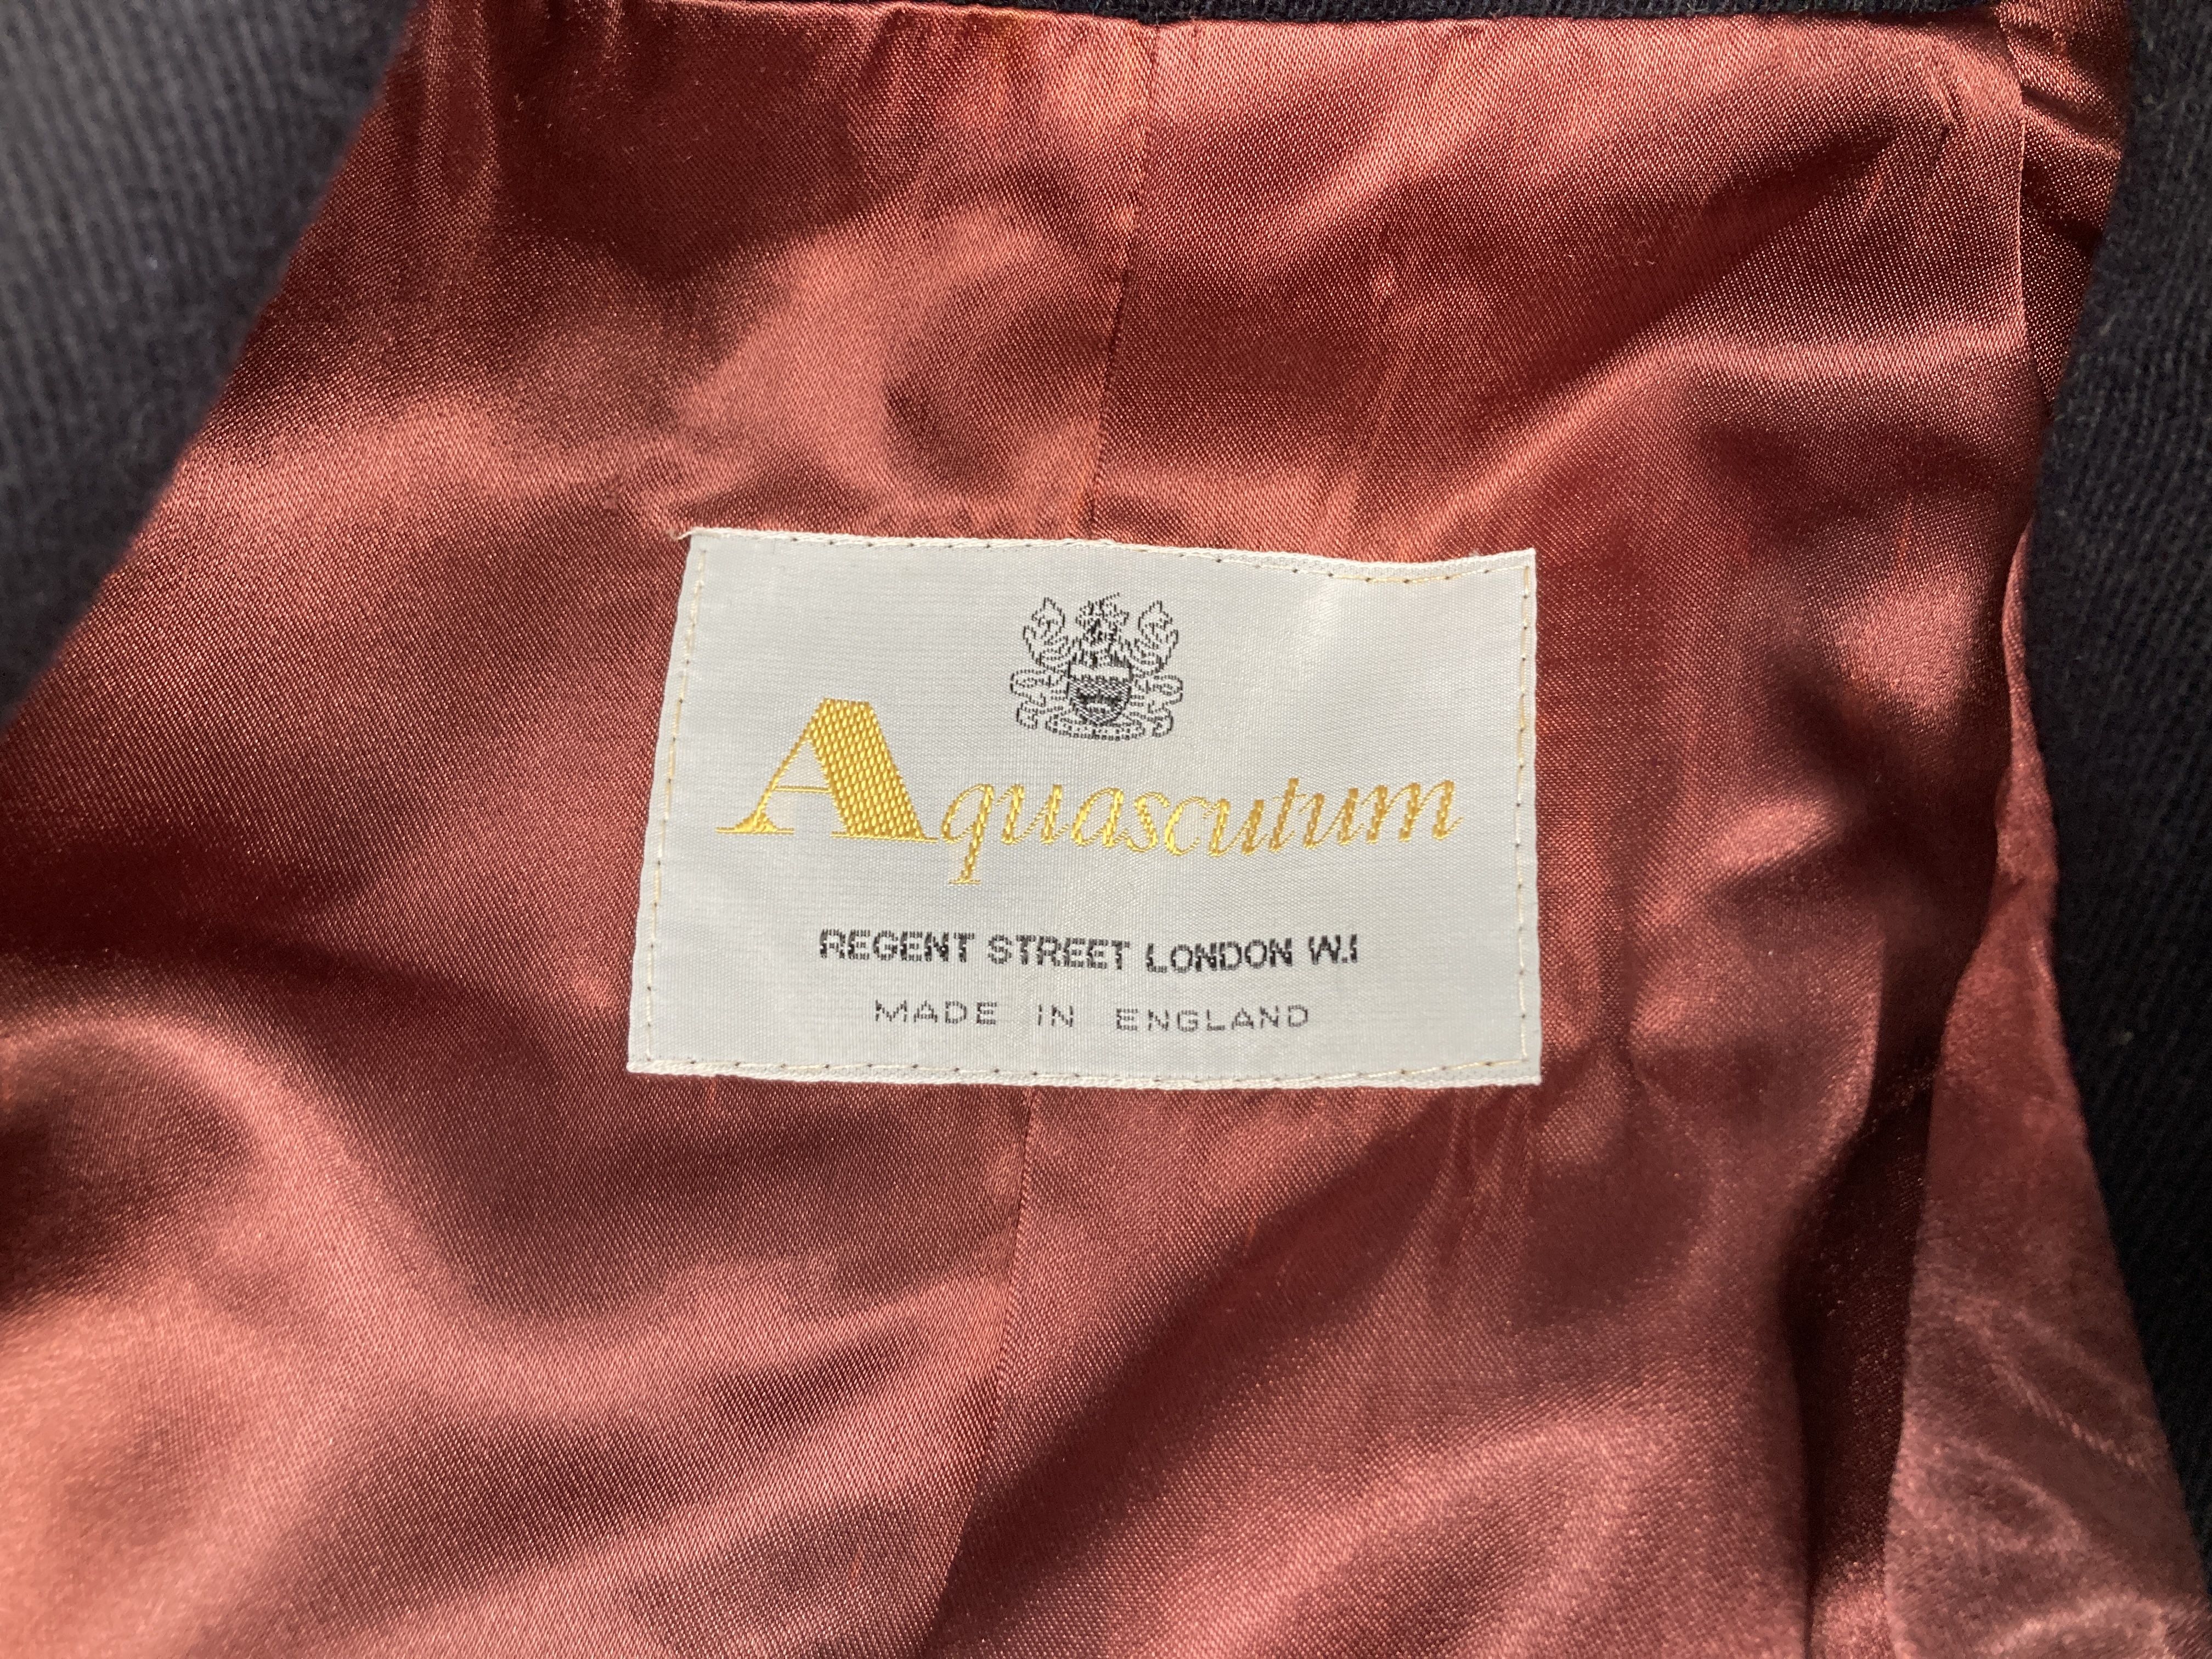 Aquascutum
REGENT STREET LONDON W.I
MADE IN ENGLAND